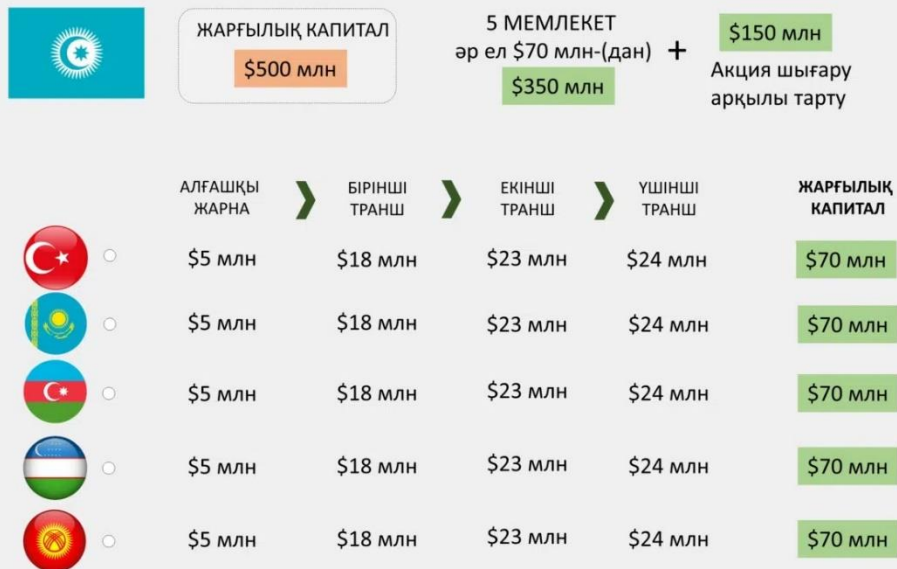 ЖАРҒЫЛЫҚ КАПИТАЛ
$500 млн
5 МЕМЛЕКЕТ
әр ел $70 млн-(дан)
$350 млн
+
$150 млн
Акция шығару
арқылы тарту
АЛҒАШҚЫ
ЖАРНА
БІРІНШІ
ТРАНШ
ЕКІНШІ
ТРАНШ
ҮШІНШІ
ТРАНШ
ЖАРҒЫЛЫҚ
КАПИТАЛ
$5 млн $18 млн $23 млн $24 млн $70 млн
$5 млн $18 млн $23 млн $24 млн $70 млн
$5 млн $18 млн $23 млн $24 млн $70 млн
$5 млн $18 млн $23 млн $24 млн $70 млн
$5 млн $18 млн $23 млн $24 млн $70 млн